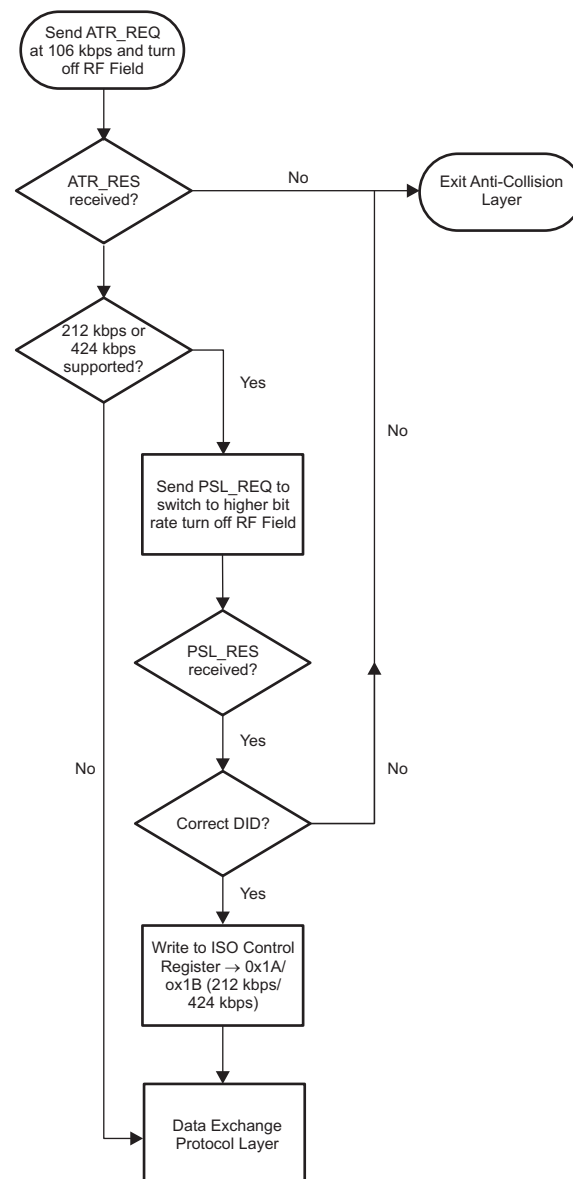 Send ATR_REQ
at 106 kbps and turn
off RF Field
ATR_RES
received?
No
Exit Anti-Collision
Layer
212 kbps or
424 kbps
supported?
Yes
No
Send PSL_REQ to
switch to higher bit
rate turn off RF Field
PSL_RES
received?
Yes
No
No
Correct DID?
Yes
Write to ISO Control
Register → 0x1A/
ox1B (212 kbps/
424 kbps)
Data Exchange
Protocol Layer